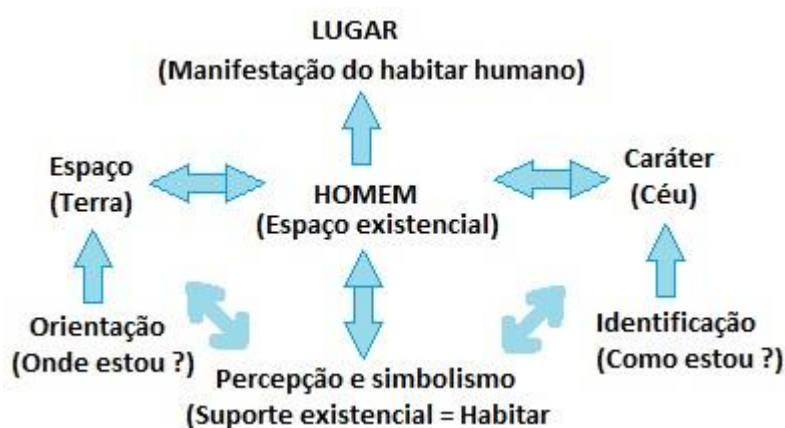 LUGAR
(Manifestação do habitar humano)
Espaço
(Terra)
HOMEM
(Espaço existencial)
Caráter
(Céu)
Orientação
(Onde estou ?)
Percepção e simbolismo
(Suporte existencial = Habitar
Identificação
(Como estou ?)